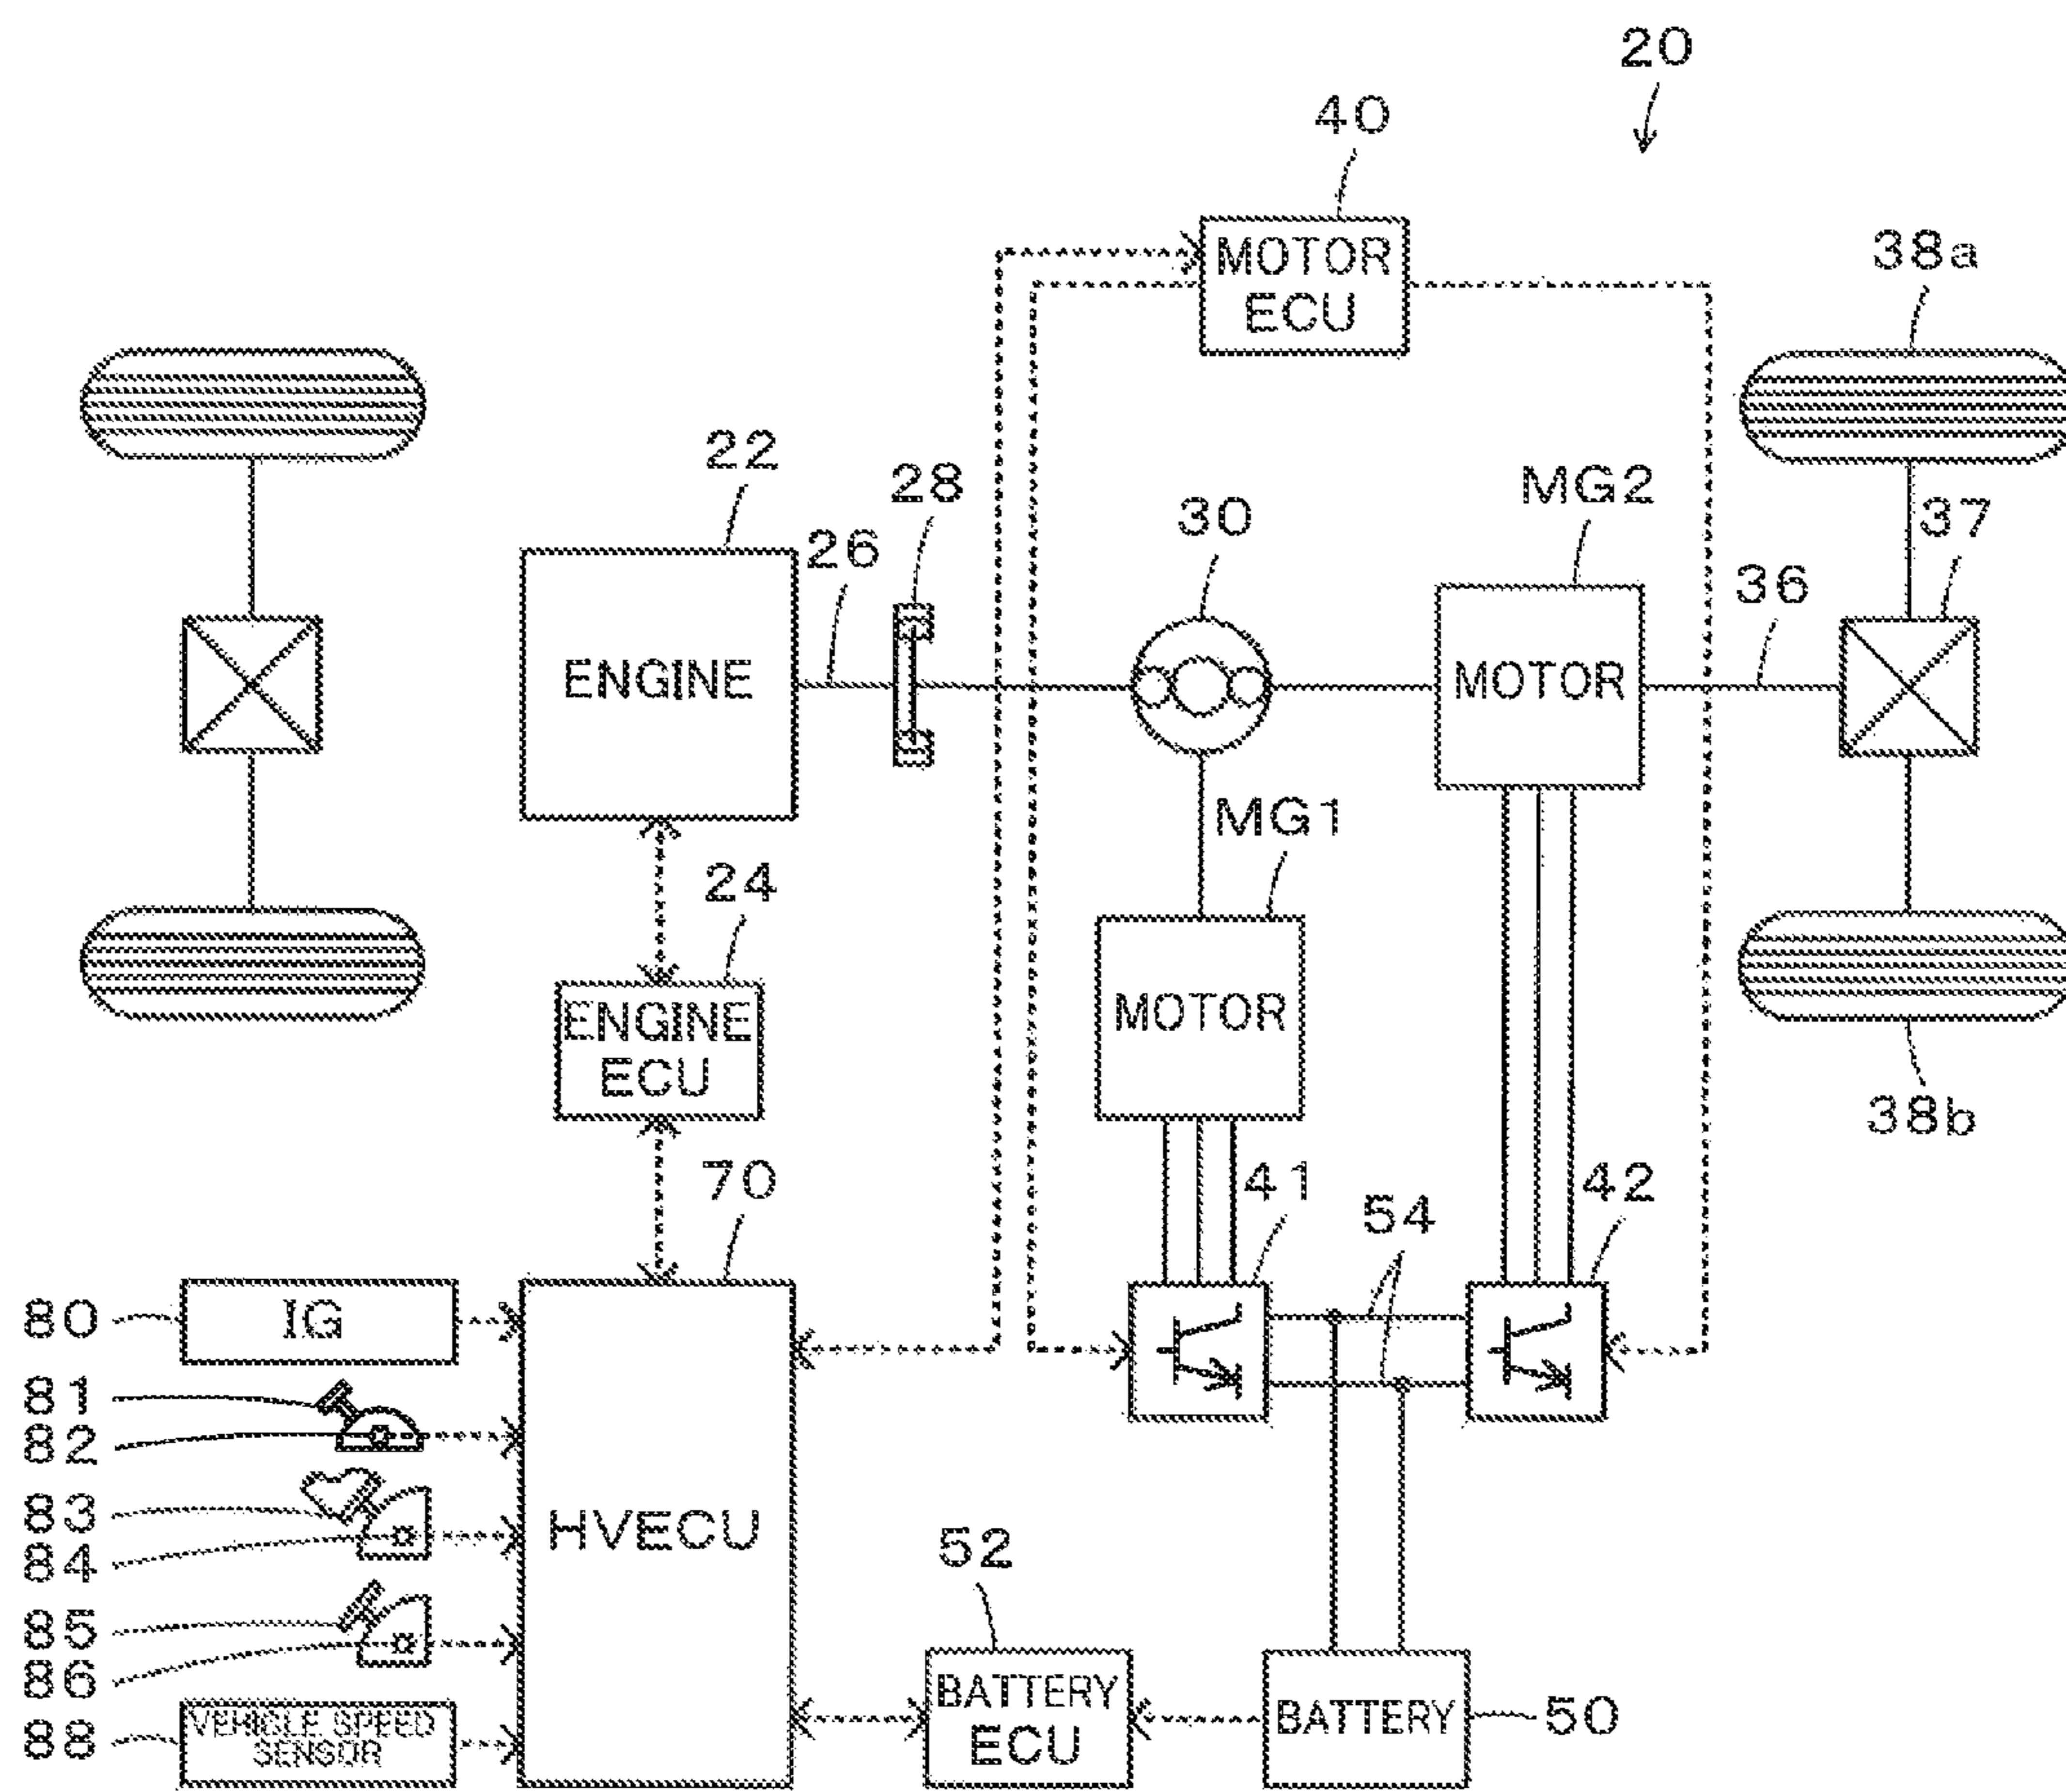 20
40
MOTOR
ECU
38a
22
28
MG2
30
37
26
36
ENGINE
MOTOR
MG1
24
ENGINE
ECU
MOTOR
38b
70
41
54
42
80
IG
81
82
83
84
HVECU
52
85
86
BATTERY
ECU
BATTERY
50
88
VEHICLE SPEED
SENSOR